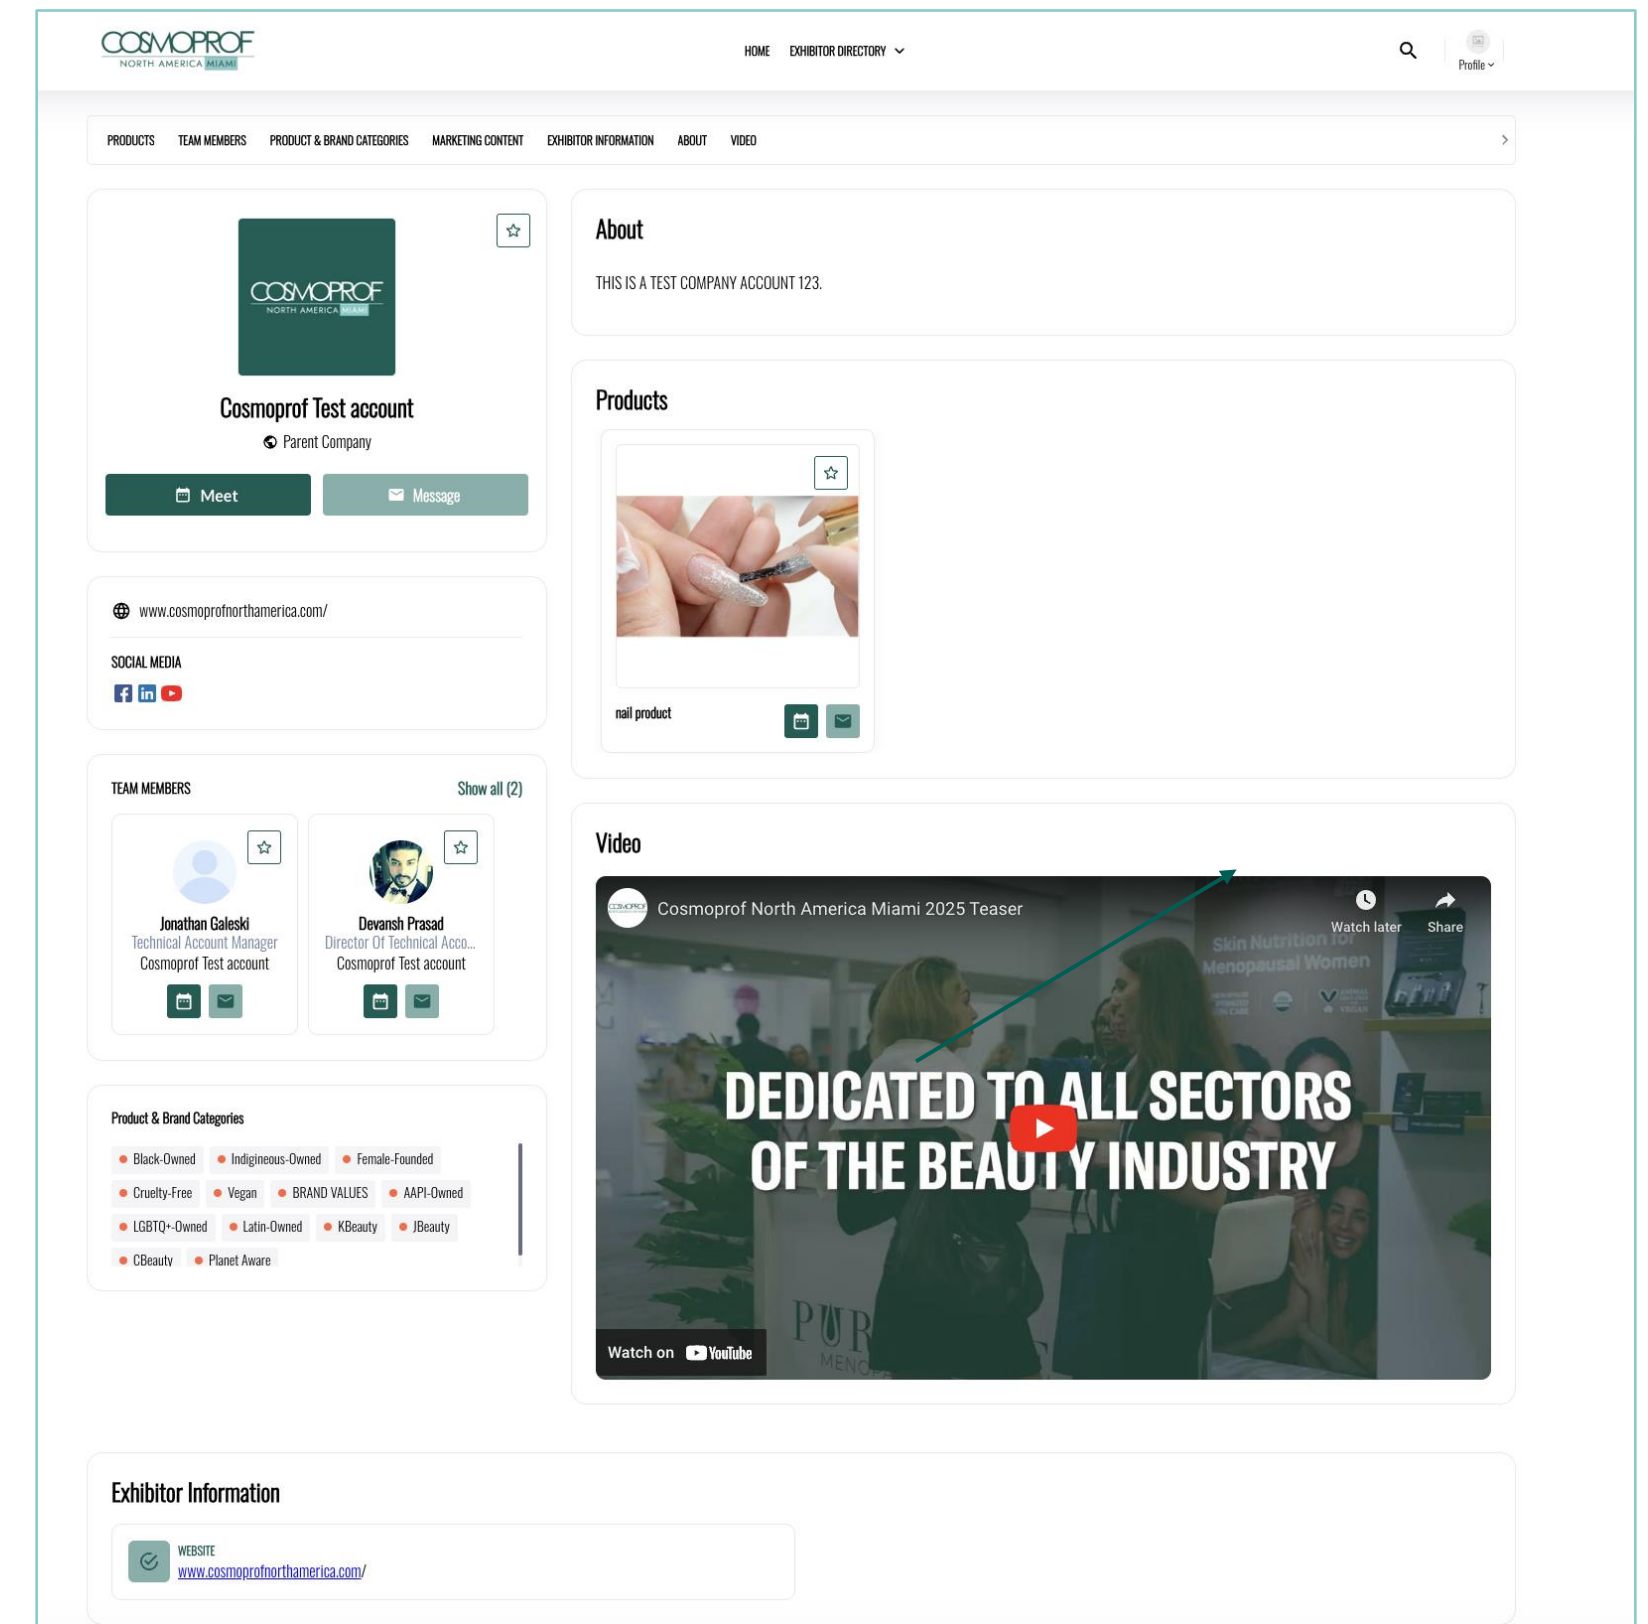 COSMOPROF
NORTH AMERICA MIAMI
HOME EXHIBITOR DIRECTORY
Profile
PRODUCTS TEAM MEMBERS PRODUCT & BRAND CATEGORIES MARKETING CONTENT EXHIBITOR INFORMATION ABOUT VIDEO
COSMOPROF
NORTH AMERICA MIAMI
Cosmoprof Test account
Parent Company
Meet Message
www.cosmoprofnorthamerica.com/
SOCIAL MEDIA
TEAM MEMBERS Show all (2)
Jonathan Galeski
Technical Account Manager
Cosmoprof Test account
Devansh Prasad
Director Of Technical Acco...
Cosmoprof Test account
Product & Brand Categories
Black-Owned Indigineous-Owned Female-Founded
Cruelty-Free Vegan BRAND VALUES AAPI-Owned
LGBTQ+-Owned Latin-Owned KBeauty JBeauty
CBeauty Planet Aware
About
THIS IS A TEST COMPANY ACCOUNT 123.
Products
nail product
Video
COSMOPROF
Cosmoprof North America Miami 2025 Teaser
Watch later Share
Skin Nutrition for
Menopausal Women
VEGAN
DEDICATED TO ALL SECTORS
OF THE BEAUTY INDUSTRY
PUR
MENO
Watch on YouTube
Exhibitor Information
WEBSITE
www.cosmoprofnorthamerica.com/